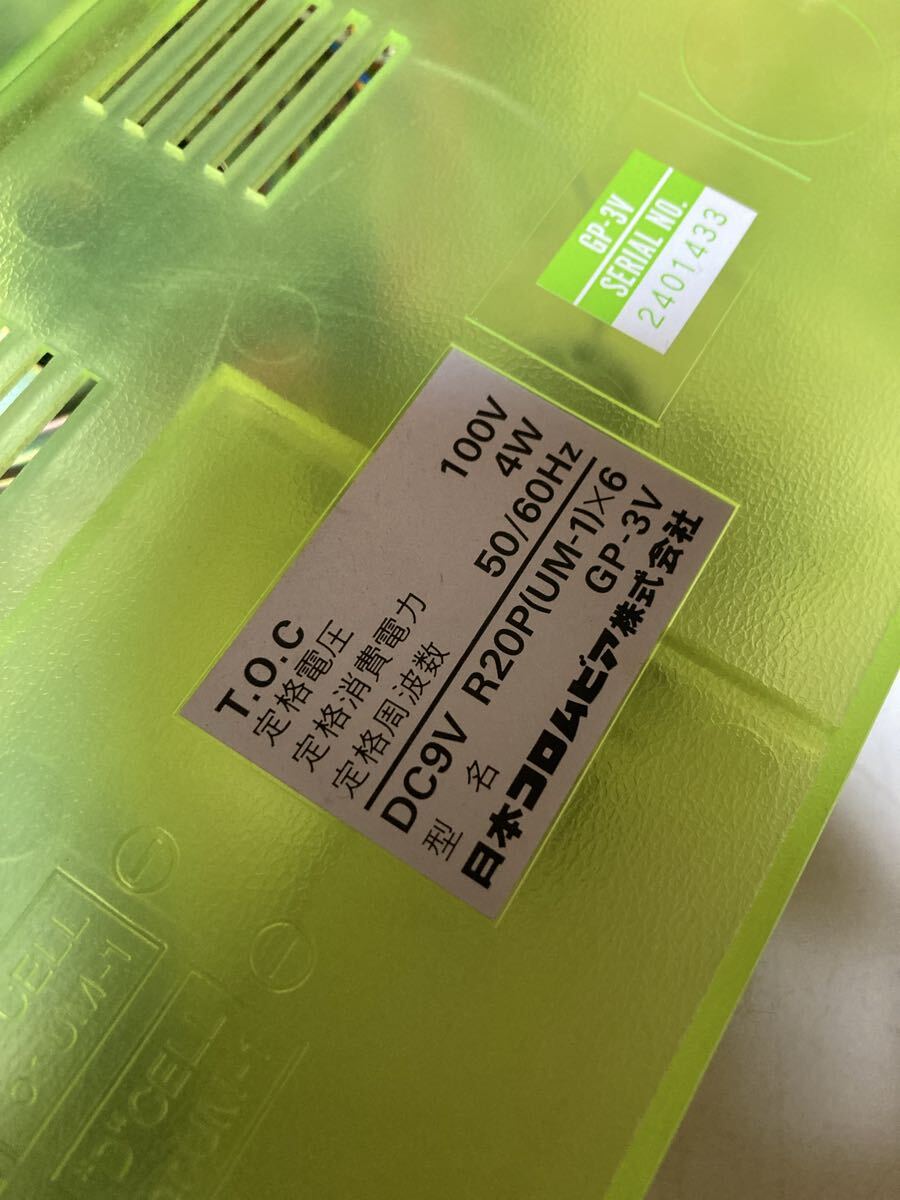 GP-3V
SERIAL NO.
2401433
T.O.C
定格電圧 100V
定格消費電力 4W
定格周波数 50/60Hz
DC9V R20P(UM-1)×6
型名 GP-3V
日本コロムビア株式会社
CELL
"D" CELL